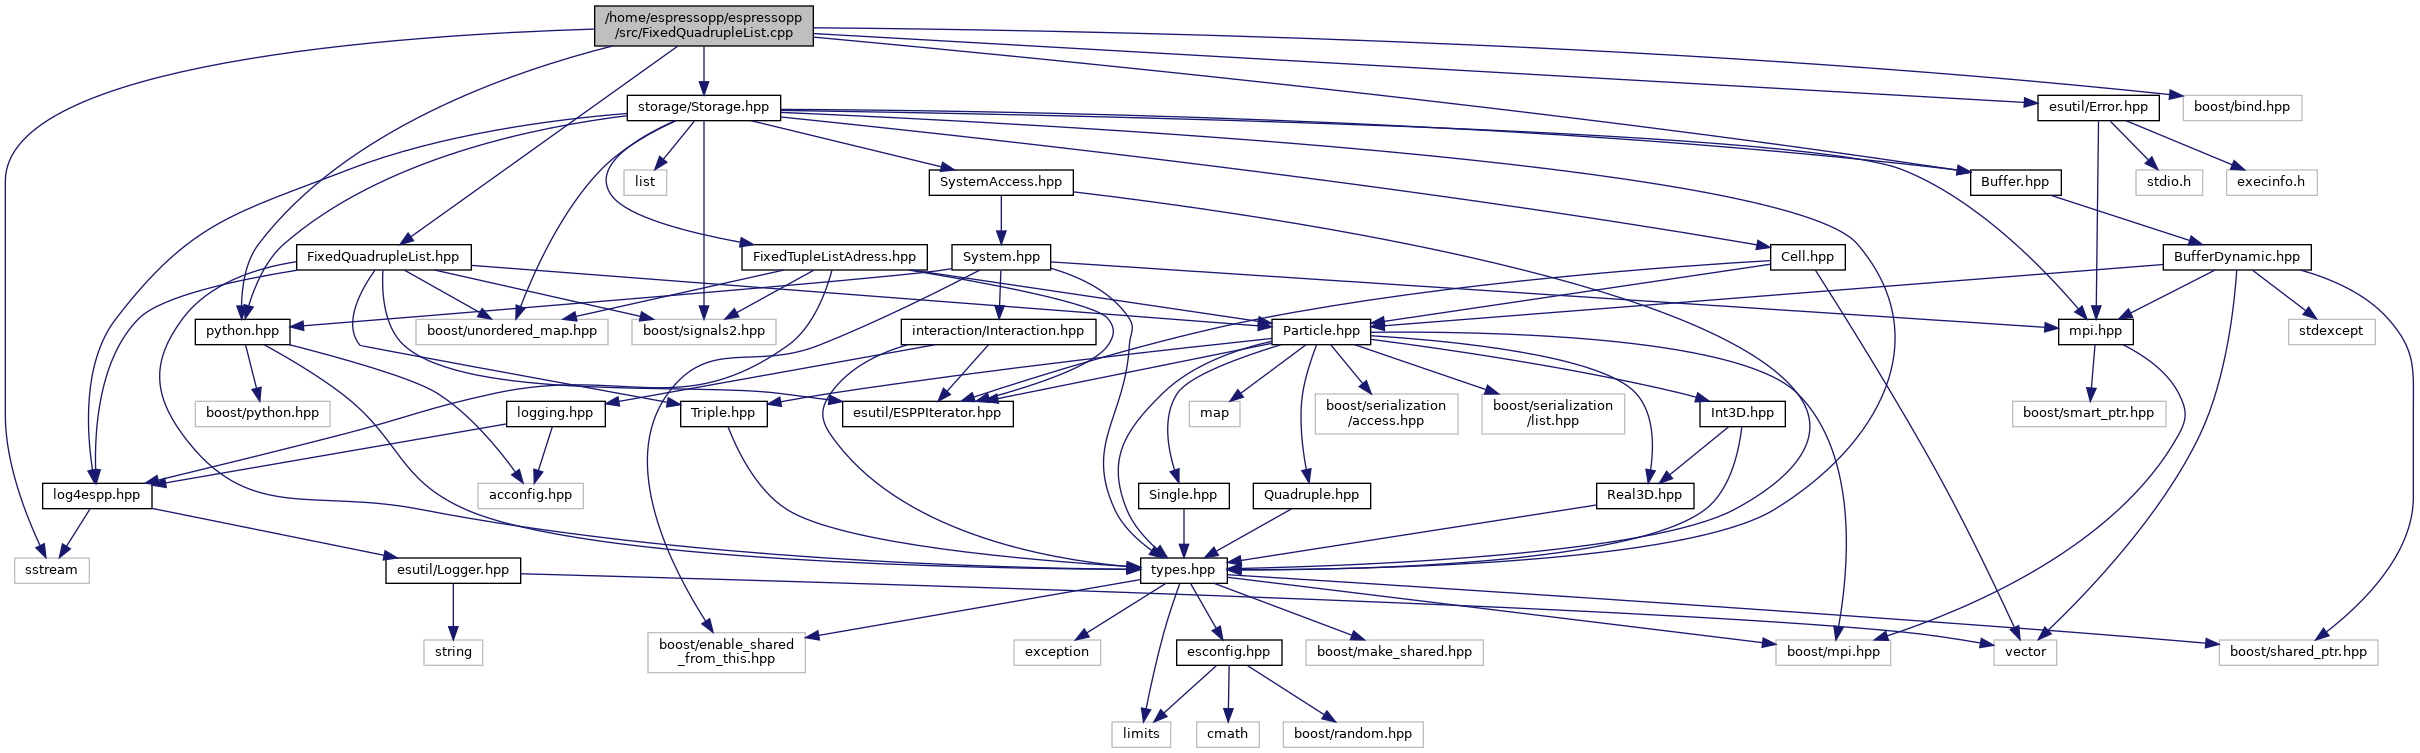 /home/espressopp/espressopp
/src/FixedQuadrupleList.cpp
storage/Storage.hpp
esutil/Error.hpp
boost/bind.hpp
list
SystemAccess.hpp
Buffer.hpp
stdio.h
execinfo.h
FixedQuadrupleList.hpp
FixedTupleListAdress.hpp
System.hpp
Cell.hpp
BufferDynamic.hpp
python.hpp
boost/unordered_map.hpp
boost/signals2.hpp
interaction/Interaction.hpp
Particle.hpp
mpi.hpp
stdexcept
boost/python.hpp
logging.hpp
Triple.hpp
esutil/ESPPIterator.hpp
map
boost/serialization
/access.hpp
boost/serialization
/list.hpp
Int3D.hpp
boost/smart_ptr.hpp
log4espp.hpp
acconfig.hpp
Single.hpp
Quadruple.hpp
Real3D.hpp
sstream
esutil/Logger.hpp
types.hpp
string
boost/enable_shared
_from_this.hpp
exception
esconfig.hpp
boost/make_shared.hpp
boost/mpi.hpp
vector
boost/shared_ptr.hpp
limits
cmath
boost/random.hpp